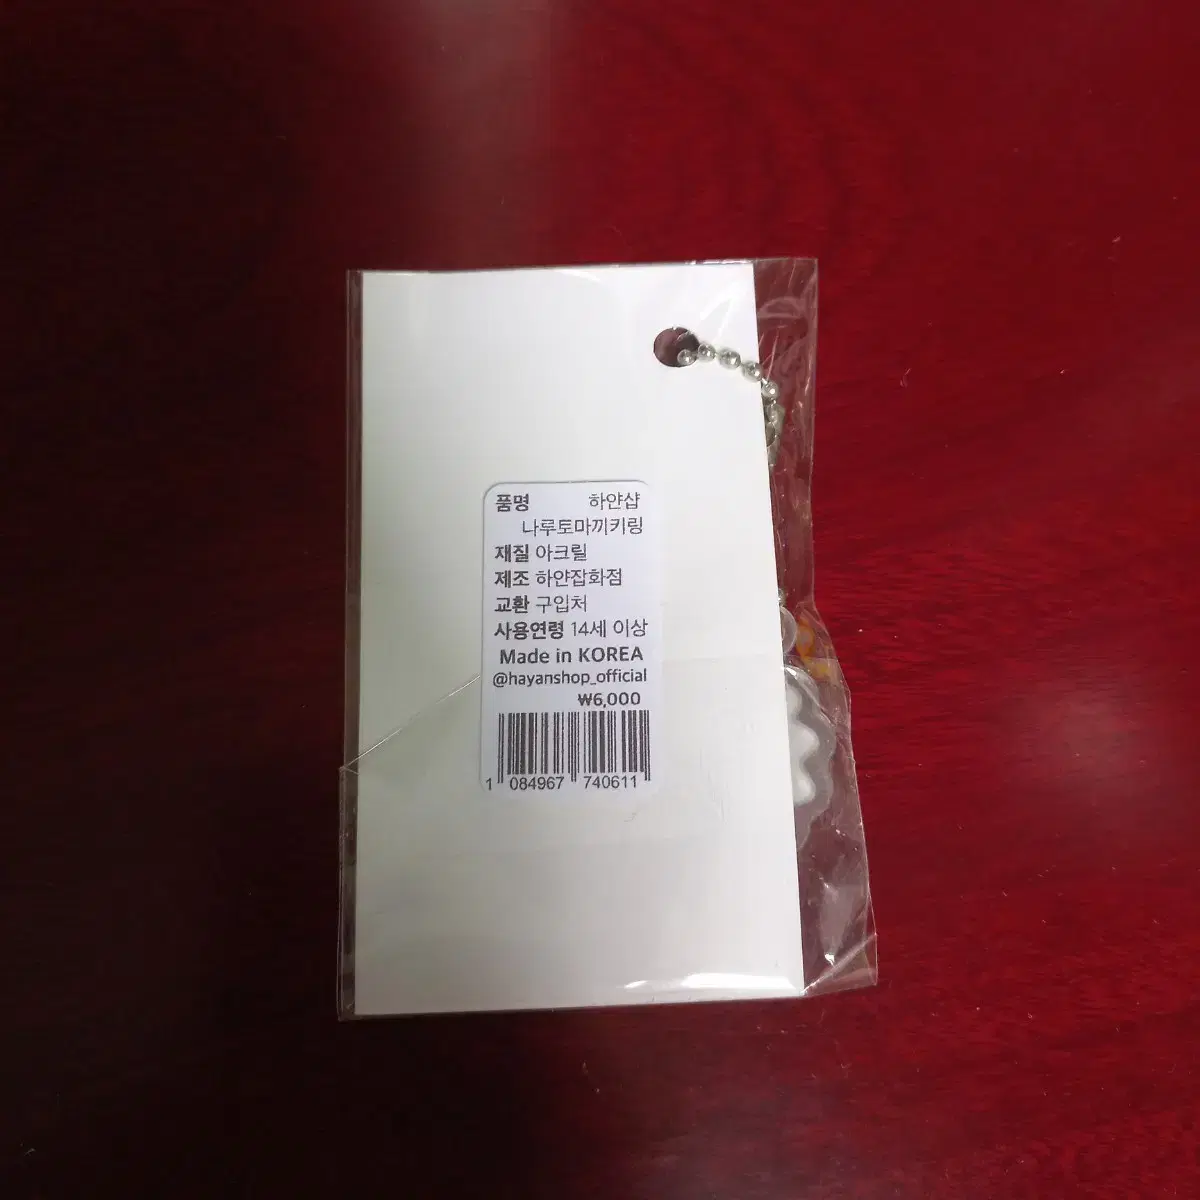 품명 하얀샵
나루토마끼키링
재질 아크릴
제조 하얀잡화점
교환 구입처
사용연령 14세 이상
Made in KOREA
@hayanshop_official
₩6,000
1 084967 740611